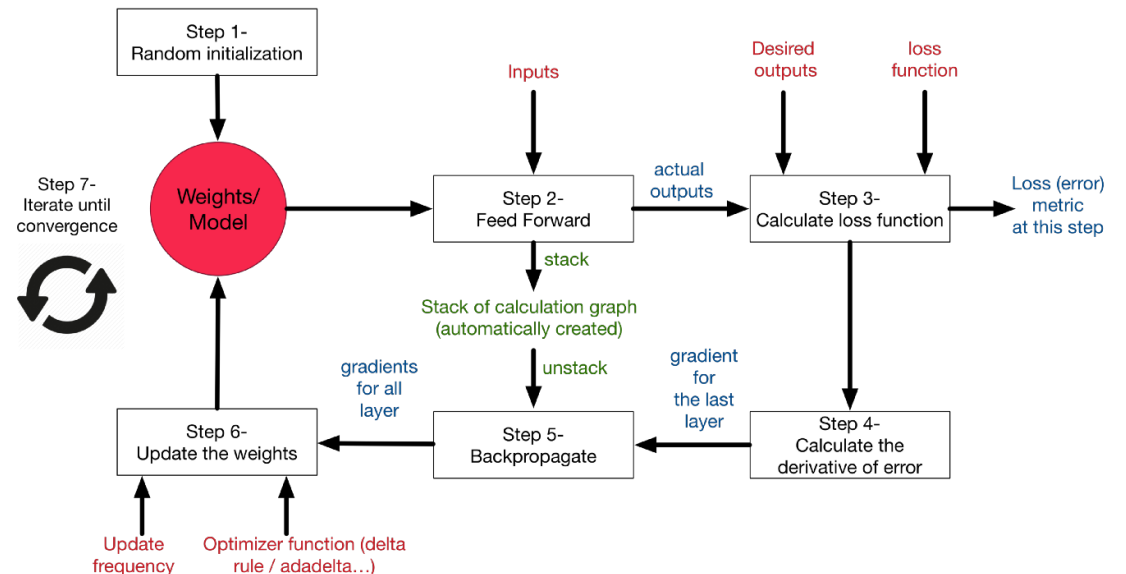 Step 1-
Random initialization
Inputs
Desired
outputs
loss
function
Step 7-
Iterate until
convergence
Weights/
Model
Step 2-
Feed Forward
actual
outputs
Step 3-
Calculate loss function
Loss (error)
metric
at this step
stack
Stack of calculation graph
(automatically created)
unstack
gradients
for all
layer
gradient
for
the last
layer
Step 6-
Update the weights
Step 5-
Backpropagate
Step 4-
Calculate the
derivative of error
Update
frequency
Optimizer function (delta
rule / adadelta…)